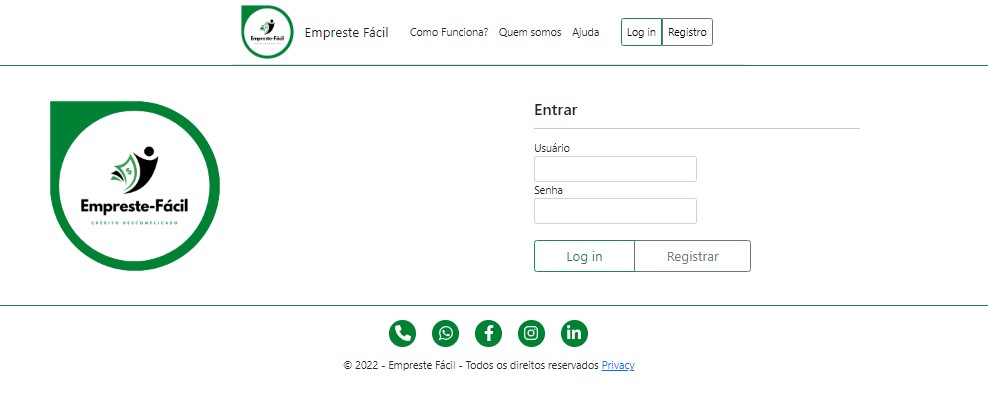 Empreste-Fácil
Empreste Fácil Como Funciona? Quem somos Ajuda Log in Registro
Empreste-Fácil
CRÉDITO DESCOMPLICADO
Entrar
Usuário
Senha
Log in Registrar
© 2022 - Empreste Fácil - Todos os direitos reservados Privacy